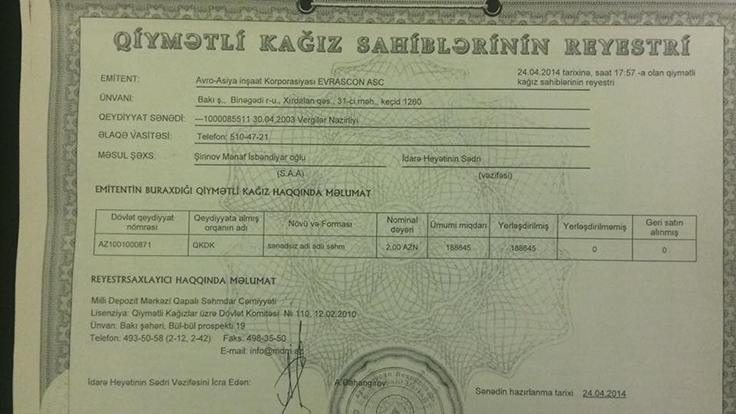 QİYMƏTLİ KAĞIZ SAHİBLƏRİNİN REYESTRİ
24.04.2014 tarixinə, saat 17:57 -a olan qiymətli kağız sahiblərinin reyestri
EMİTENT: Avro-Asiya inşaat Korporasiyası EVRASCON ASC
ÜNVANI: Bakı ş., Binəqədi r-u., Xırdalan qəs., 31-ci məh., keçid 1260
QEYDİYYAT SƏNƏDİ: —1000085511 30.04.2003 Vergilər Nazirliyi
ƏLAQƏ VASİTƏSİ: Telefon: 510-47-21
MƏSUL ŞƏXS: Şirinov Manaf İsbəndiyar oğlu İdarə Heyətinin Sədri
(S.A.A) (vəzifəsi)
EMİTENTİN BURAXDIĞI QİYMƏTLİ KAĞIZ HAQQINDA MƏLUMAT
Dövlət qeydiyyat nömrəsi Qeydiyyata almış orqanın adı Növü və Forması Nominal dəyəri Ümumi miqdarı Yerləşdirilmiş Yerləşdirilməmiş Geri satın alınmış
AZ1001000871 QKDK sənədsiz adi adlı səhm 2.00 AZN 188645 188645 0 0
REYESTRSAXLAYICI HAQQINDA MƏLUMAT
Milli Depozit Mərkəzi Qapalı Səhmdar Cəmiyyəti
Lisenziya: Qiymətli Kağızlar üzrə Dövlət Komitəsi № 110, 12.02.2010
Ünvan: Bakı şəhəri, Bül-bül prospekti 19
Telefon: 493-50-58 (2-12, 2-42) Faks: 498-35-50
E-mail: info@mdm.az
İdarə Heyətinin Sədri Vəzifəsini İcra Edən: A.Cahangirov
Sənədin hazırlanma tarixi 24.04.2014